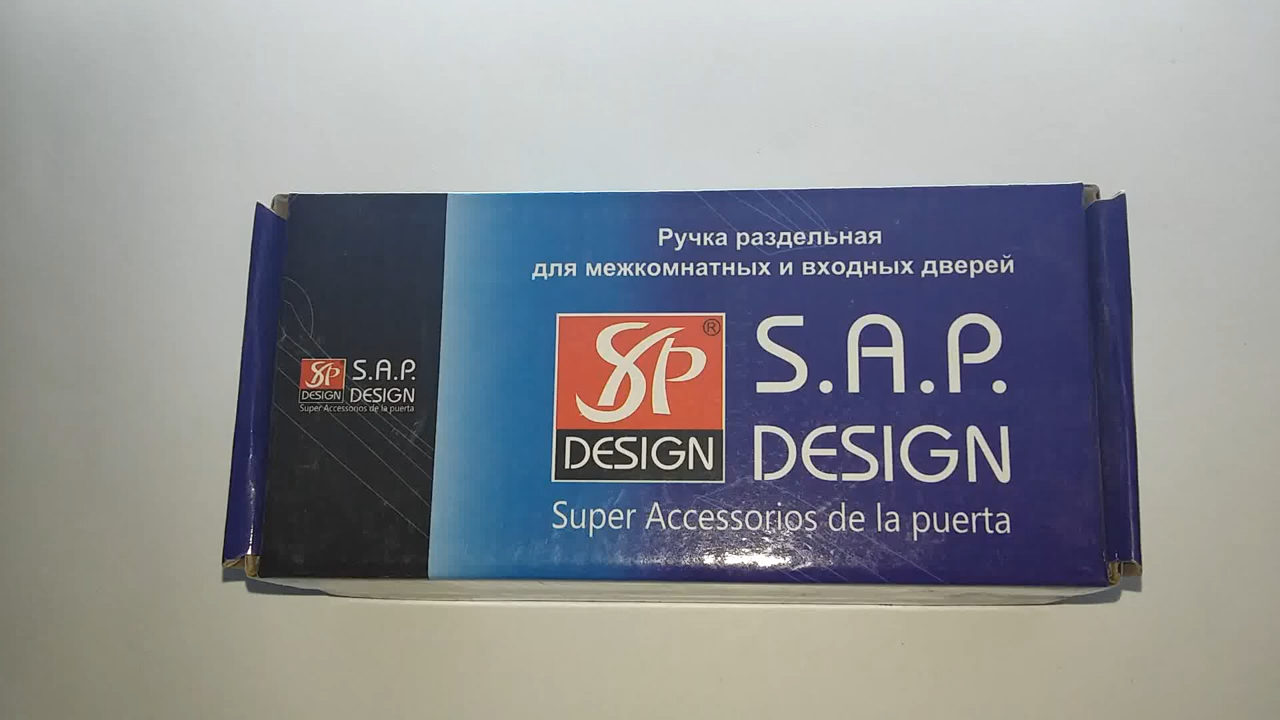 Ручка раздельная
для межкомнатных и входных дверей
SP®
DESIGN
S.A.P.
DESIGN
Super Accessorios de la puerta
SP
DESIGN
S.A.P.
DESIGN
Super Accessorios de la puerta